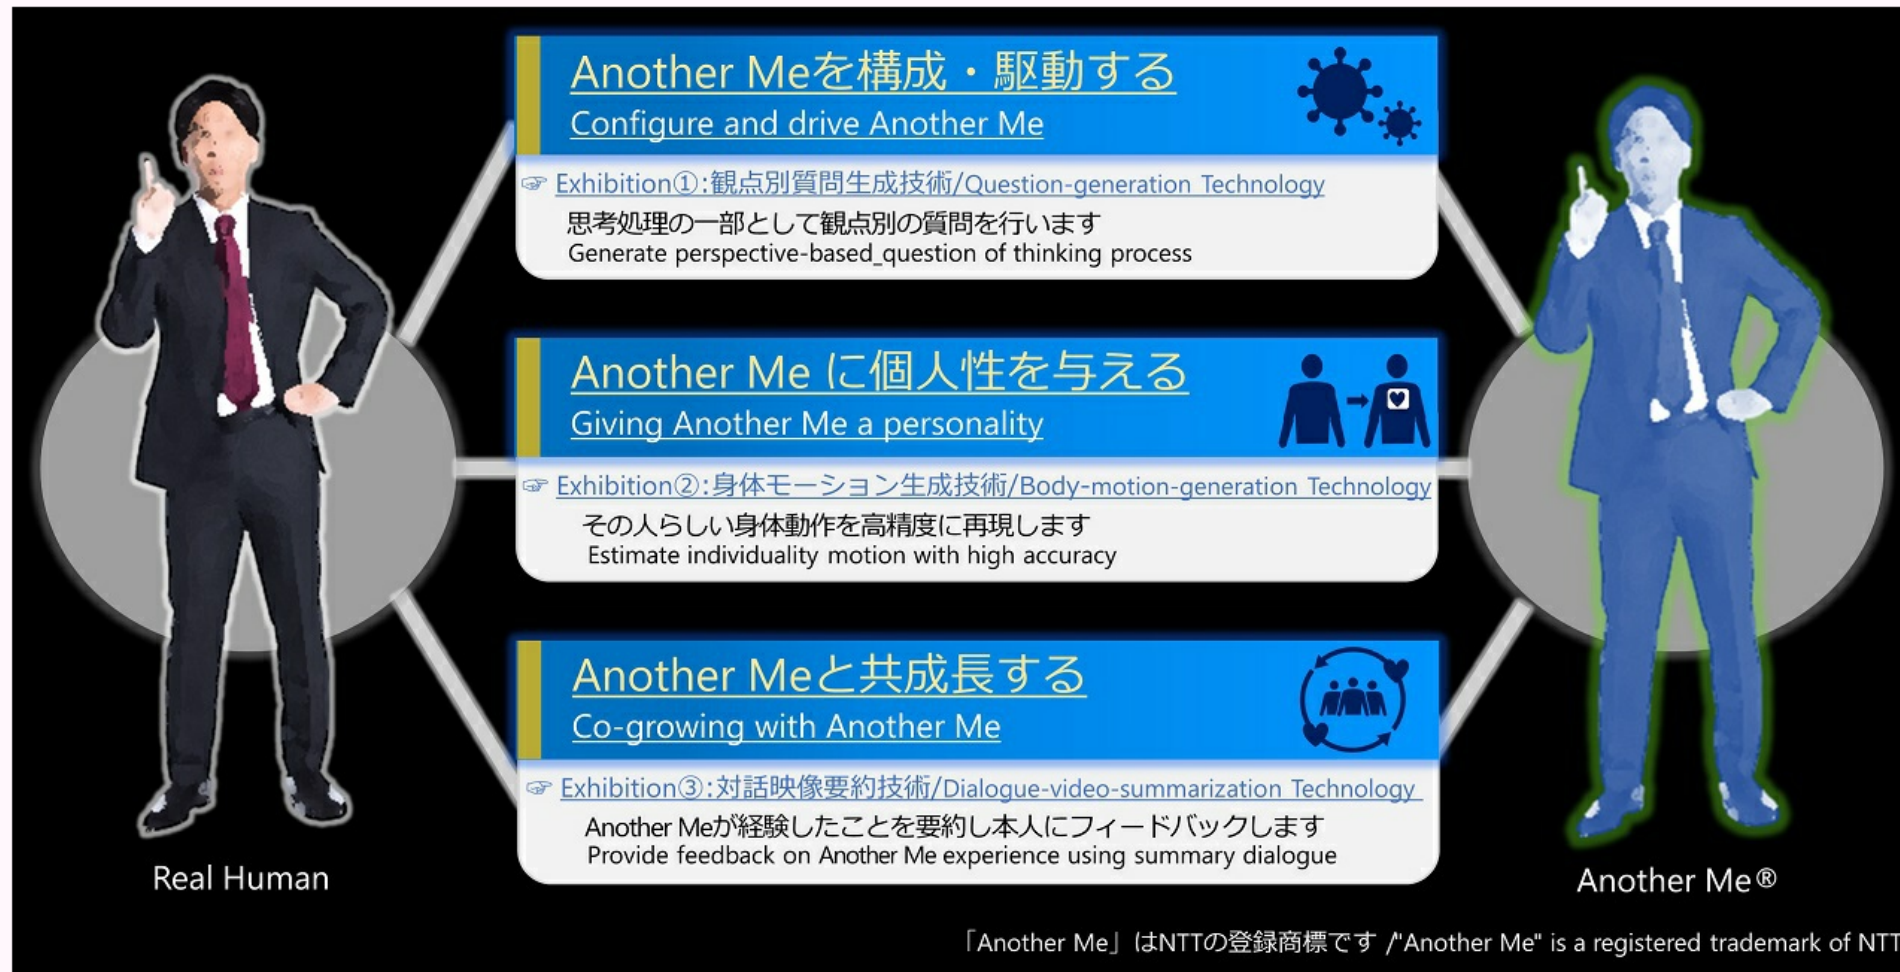 Another Meを構成・駆動する
Configure and drive Another Me
☞ Exhibition①:観点別質問生成技術/Question-generation Technology
思考処理の一部として観点別の質問を行います
Generate perspective-based_question of thinking process
Another Me に個人性を与える
Giving Another Me a personality
☞ Exhibition②:身体モーション生成技術/Body-motion-generation Technology
その人らしい身体動作を高精度に再現します
Estimate individuality motion with high accuracy
Another Meと共成長する
Co-growing with Another Me
☞ Exhibition③:対話映像要約技術/Dialogue-video-summarization Technology
Another Meが経験したことを要約し本人にフィードバックします
Provide feedback on Another Me experience using summary dialogue
Real Human
Another Me®
「Another Me」はNTTの登録商標です /"Another Me" is a registered trademark of NTT